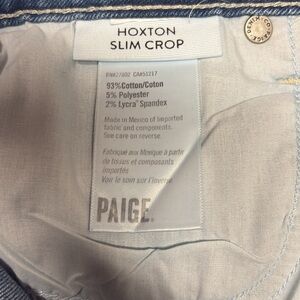 HOXTON
SLIM CROP
93%Cotton/Coton
5% Polyester
2% Lycra® Spandex
Made in Mexico of imported
fabric and components.
See care on reverse.
Fabriqué aux Mexique à partir
de tissus et composants
importés
Voir le soin sur l'inverse
PAIGE.